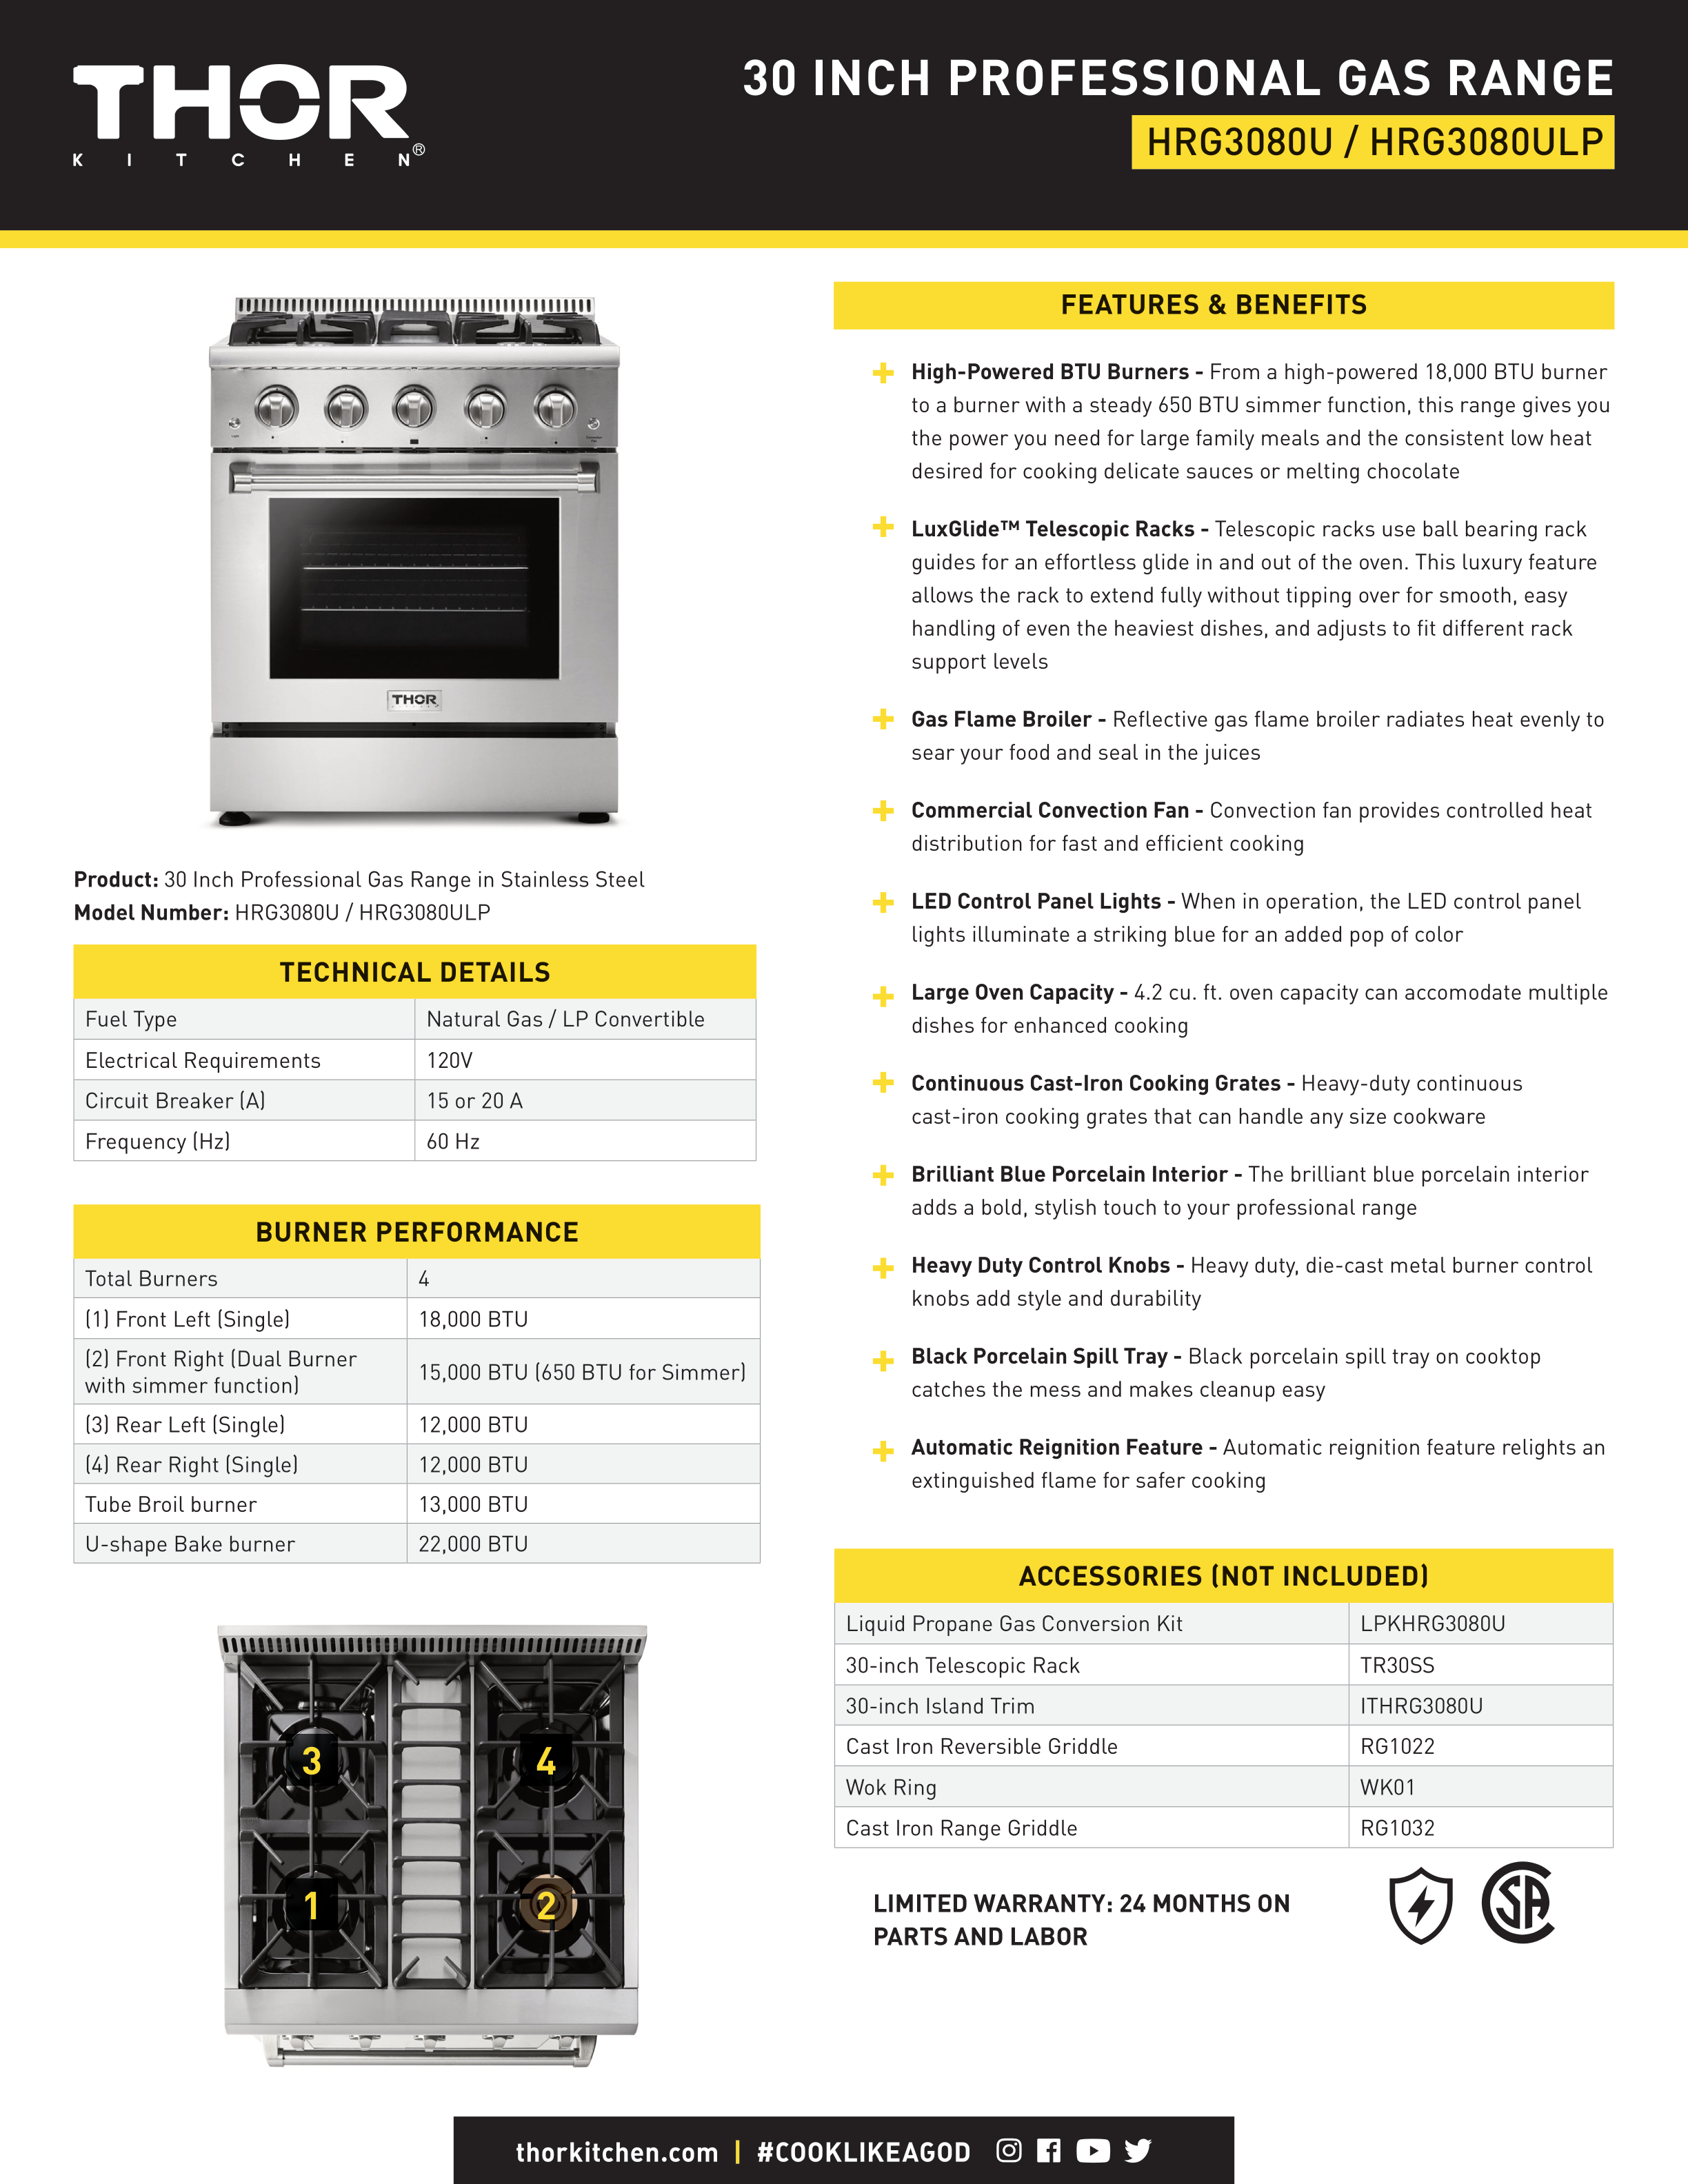 THOR
KITCHEN®
30 INCH PROFESSIONAL GAS RANGE
HRG3080U / HRG3080ULP
THOR
Product: 30 Inch Professional Gas Range in Stainless Steel
Model Number: HRG3080U / HRG3080ULP
TECHNICAL DETAILS
Fuel Type Natural Gas / LP Convertible
Electrical Requirements 120V
Circuit Breaker (A) 15 or 20 A
Frequency (Hz) 60 Hz
BURNER PERFORMANCE
Total Burners 4
(1) Front Left (Single) 18,000 BTU
(2) Front Right (Dual Burner
with simmer function) 15,000 BTU (650 BTU for Simmer)
(3) Rear Left (Single) 12,000 BTU
(4) Rear Right (Single) 12,000 BTU
Tube Broil burner 13,000 BTU
U-shape Bake burner 22,000 BTU
3 4
1 2
FEATURES & BENEFITS
High-Powered BTU Burners - From a high-powered 18,000 BTU burner
to a burner with a steady 650 BTU simmer function, this range gives you
the power you need for large family meals and the consistent low heat
desired for cooking delicate sauces or melting chocolate
LuxGlide™ Telescopic Racks - Telescopic racks use ball bearing rack
guides for an effortless glide in and out of the oven. This luxury feature
allows the rack to extend fully without tipping over for smooth, easy
handling of even the heaviest dishes, and adjusts to fit different rack
support levels
Gas Flame Broiler - Reflective gas flame broiler radiates heat evenly to
sear your food and seal in the juices
Commercial Convection Fan - Convection fan provides controlled heat
distribution for fast and efficient cooking
LED Control Panel Lights - When in operation, the LED control panel
lights illuminate a striking blue for an added pop of color
Large Oven Capacity - 4.2 cu. ft. oven capacity can accomodate multiple
dishes for enhanced cooking
Continuous Cast-Iron Cooking Grates - Heavy-duty continuous
cast-iron cooking grates that can handle any size cookware
Brilliant Blue Porcelain Interior - The brilliant blue porcelain interior
adds a bold, stylish touch to your professional range
Heavy Duty Control Knobs - Heavy duty, die-cast metal burner control
knobs add style and durability
Black Porcelain Spill Tray - Black porcelain spill tray on cooktop
catches the mess and makes cleanup easy
Automatic Reignition Feature - Automatic reignition feature relights an
extinguished flame for safer cooking
ACCESSORIES (NOT INCLUDED)
Liquid Propane Gas Conversion Kit LPKHRG3080U
30-inch Telescopic Rack TR30SS
30-inch Island Trim ITHRG3080U
Cast Iron Reversible Griddle RG1022
Wok Ring WK01
Cast Iron Range Griddle RG1032
LIMITED WARRANTY: 24 MONTHS ON
PARTS AND LABOR
CSA
thorkitchen.com | #COOKLIKEAGOD